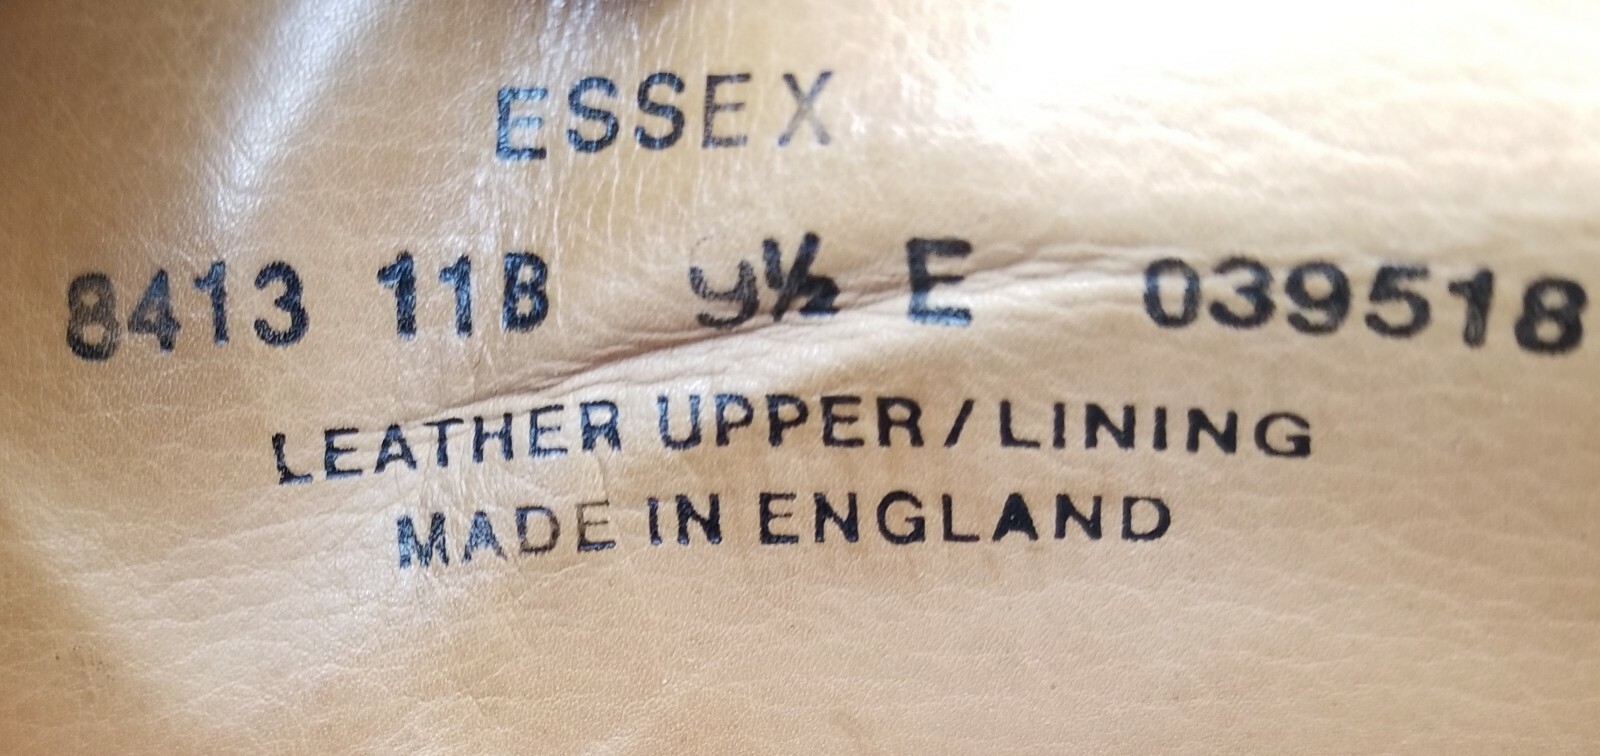 ESSEX
8413 11B 9½ E 039518
LEATHER UPPER/LINING
MADE IN ENGLAND